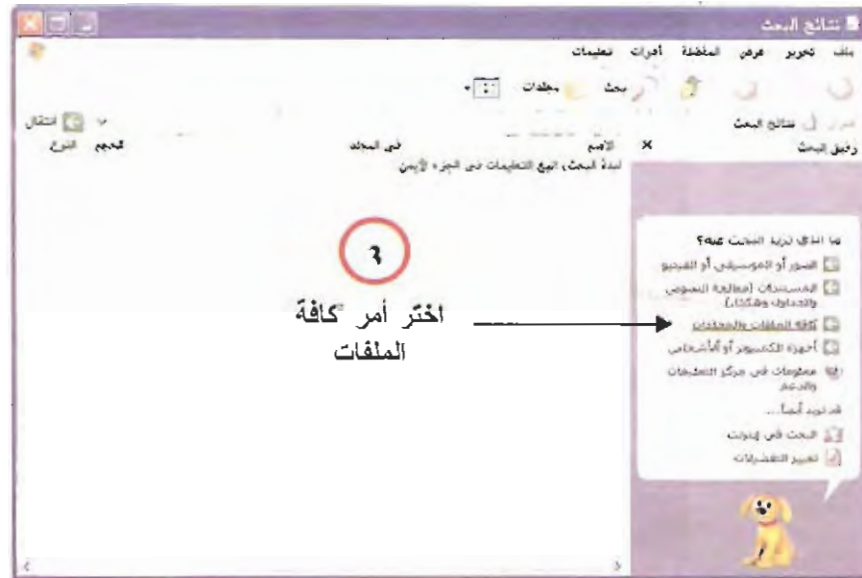 نتائج البحث
ملف تحرير عرض المفضلة أدوات تعليمات
بحث مجلدات
نتائج البحث
انتقال
رفيق البحث
الاسم في المجلد الحجم النوع
لبدء البحث، اتبع التعليمات في الجزء الأيمن
ما الذي تريد البحث عنه؟
الصور أو الموسيقى أو الفيديو
المستندات (معالجة النصوص
والجداول وهكذا.)
كافة الملفات والمجلدات
أجهزة الكمبيوتر أو الأشخاص
معلومات في مركز التعليمات
والدعم
قد تريد أيضاً...
البحث في إنترنت
تغيير التفضيلات
٣
اختر أمر كافة
الملفات